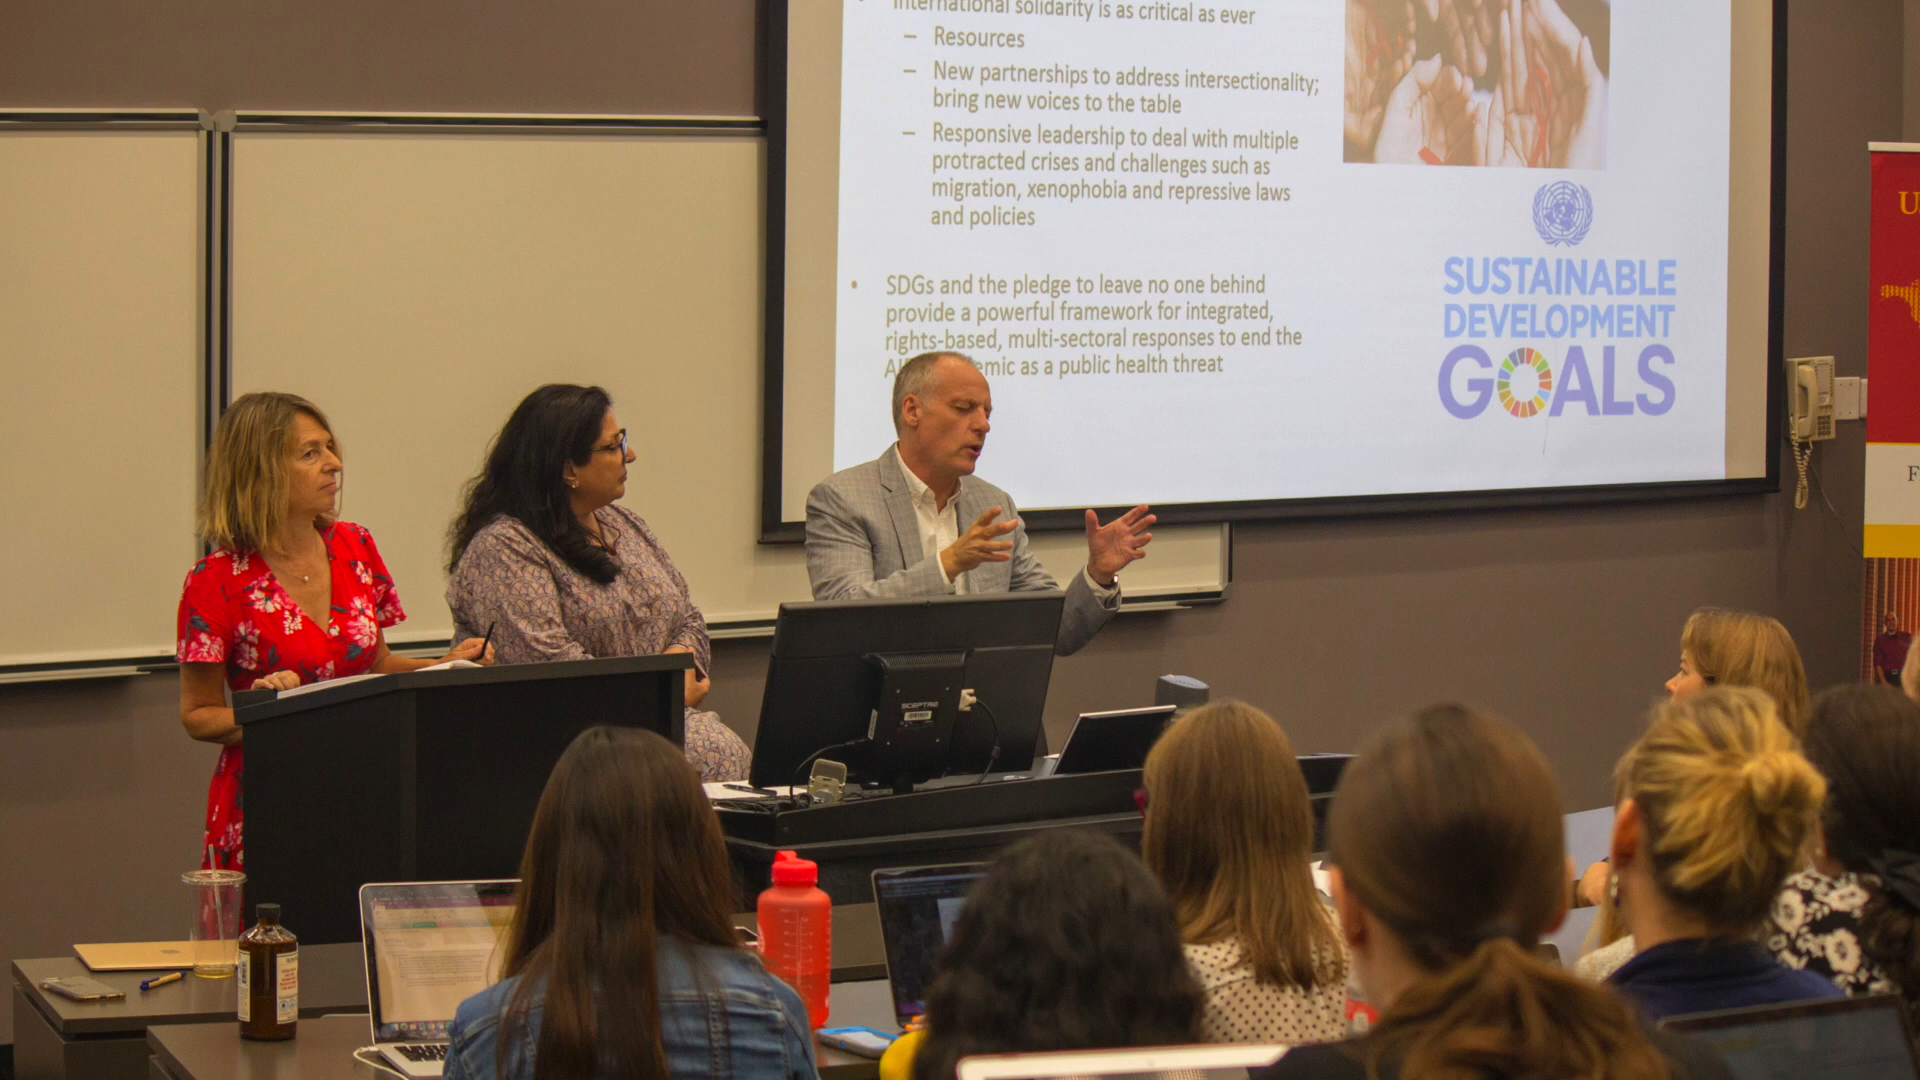 International solidarity is as critical as ever
– Resources
– New partnerships to address intersectionality;
bring new voices to the table
– Responsive leadership to deal with multiple
protracted crises and challenges such as
migration, xenophobia and repressive laws
and policies
• SDGs and the pledge to leave no one behind
provide a powerful framework for integrated,
rights-based, multi-sectoral responses to end the
as a public health threat
SUSTAINABLE
DEVELOPMENT
GOALS
U
F
SCEPTRE